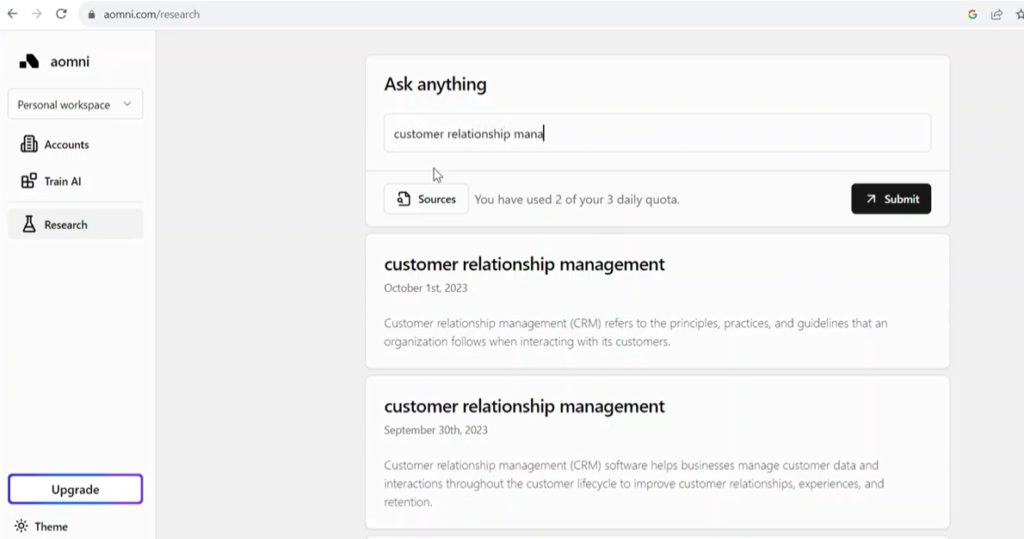 aomni.com/research
aomni
Personal workspace
Accounts
Train AI
Research
Upgrade
Theme
Ask anything
customer relationship mana
Sources
You have used 2 of your 3 daily quota.
Submit
customer relationship management
October 1st, 2023
Customer relationship management (CRM) refers to the principles, practices, and guidelines that an
organization follows when interacting with its customers.
customer relationship management
September 30th, 2023
Customer relationship management (CRM) software helps businesses manage customer data and
interactions throughout the customer lifecycle to improve customer relationships, experiences, and
retention.